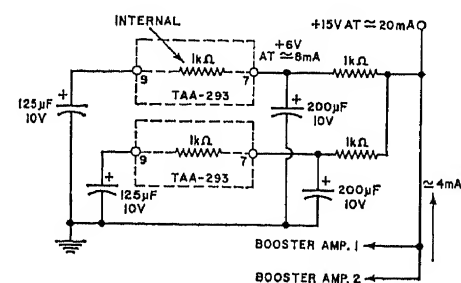 INTERNAL
+15V AT ≃20mA
+6V
AT ≃8mA
1kΩ
1kΩ
+
9
7
TAA-293
125µF
10V
+
200µF
10V
1kΩ
1kΩ
+
9
7
TAA-293
125µF
10V
+
200µF
10V
≃4mA
BOOSTER AMP. 1
BOOSTER AMP. 2